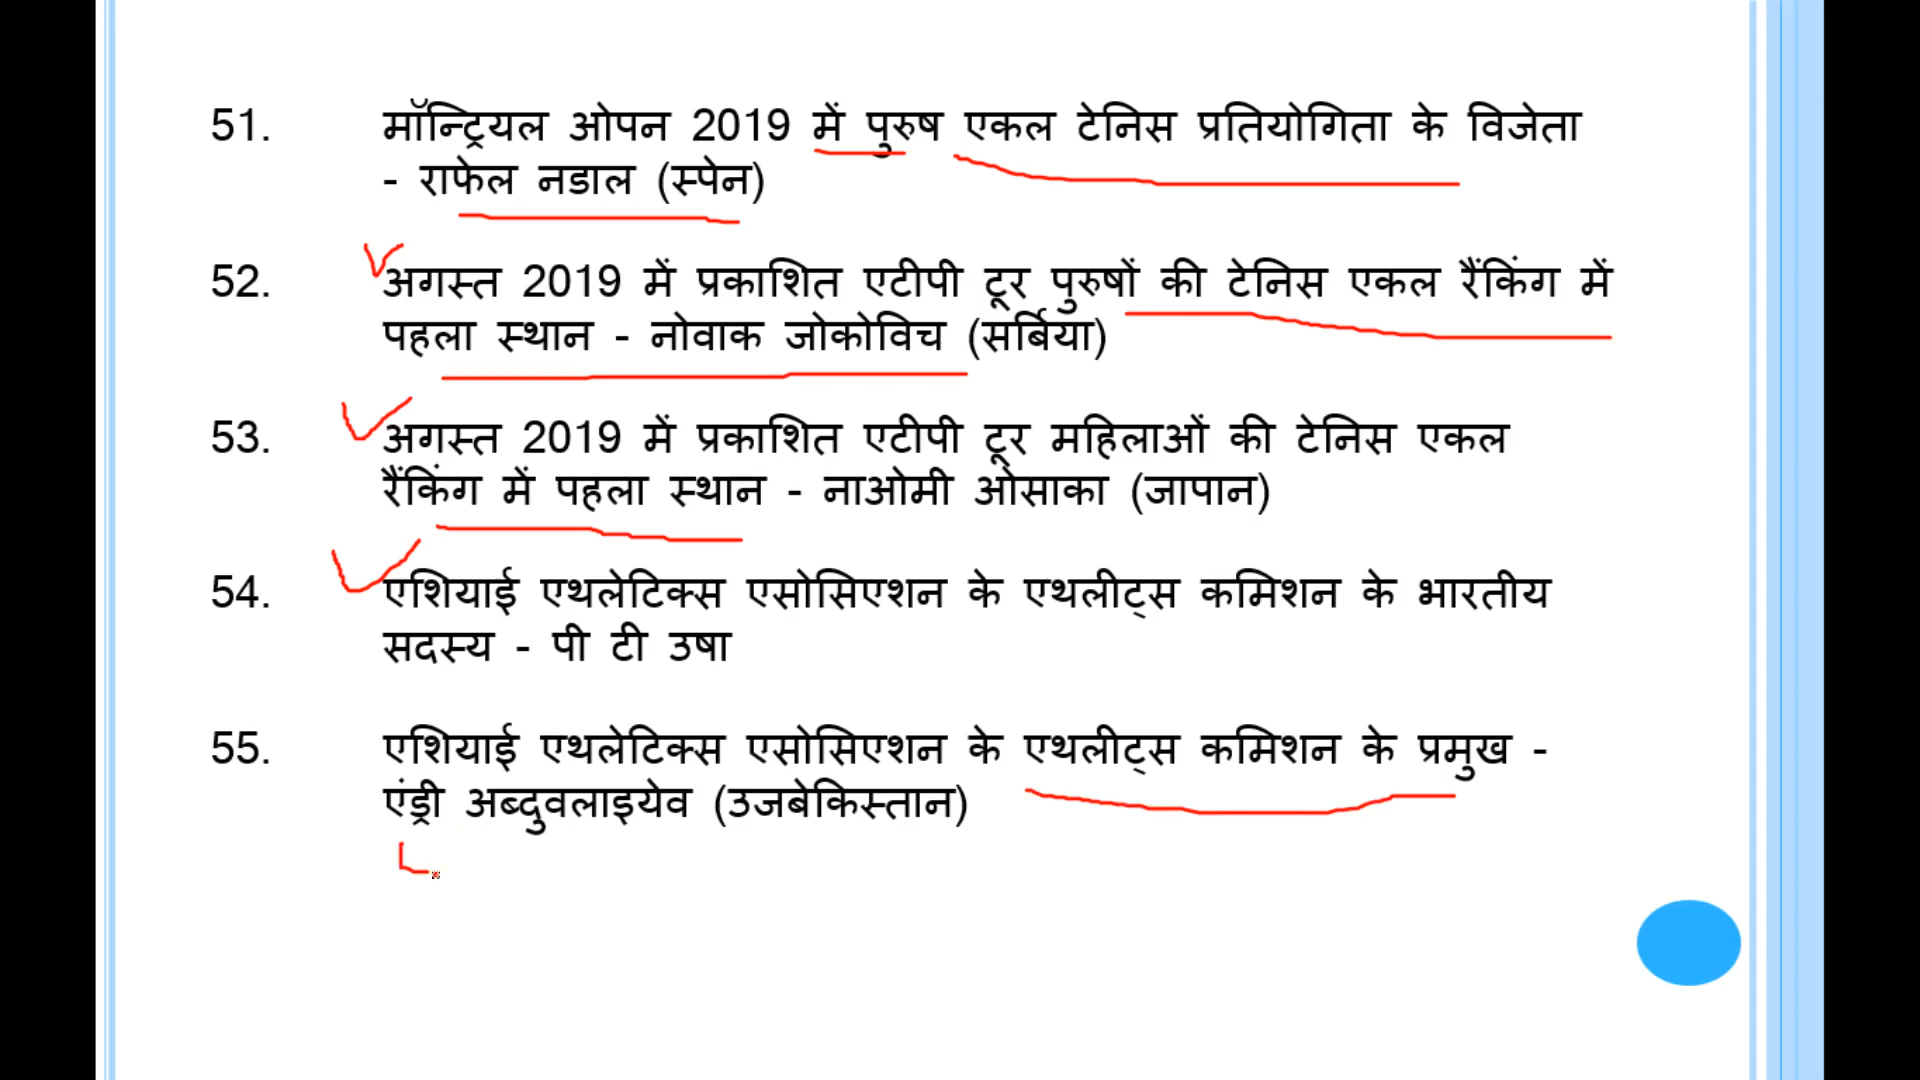 51. मॉन्ट्रियल ओपन 2019 में पुरुष एकल टेनिस प्रतियोगिता के विजेता
- राफेल नडाल (स्पेन)
52. अगस्त 2019 में प्रकाशित एटीपी टूर पुरुषों की टेनिस एकल रैंकिंग में
पहला स्थान - नोवाक जोकोविच (सर्बिया)
53. अगस्त 2019 में प्रकाशित एटीपी टूर महिलाओं की टेनिस एकल
रैंकिंग में पहला स्थान - नाओमी ओसाका (जापान)
54. एशियाई एथलेटिक्स एसोसिएशन के एथलीट्स कमिशन के भारतीय
सदस्य - पी टी उषा
55. एशियाई एथलेटिक्स एसोसिएशन के एथलीट्स कमिशन के प्रमुख -
एंड्री अब्दुवलाइयेव (उजबेकिस्तान)